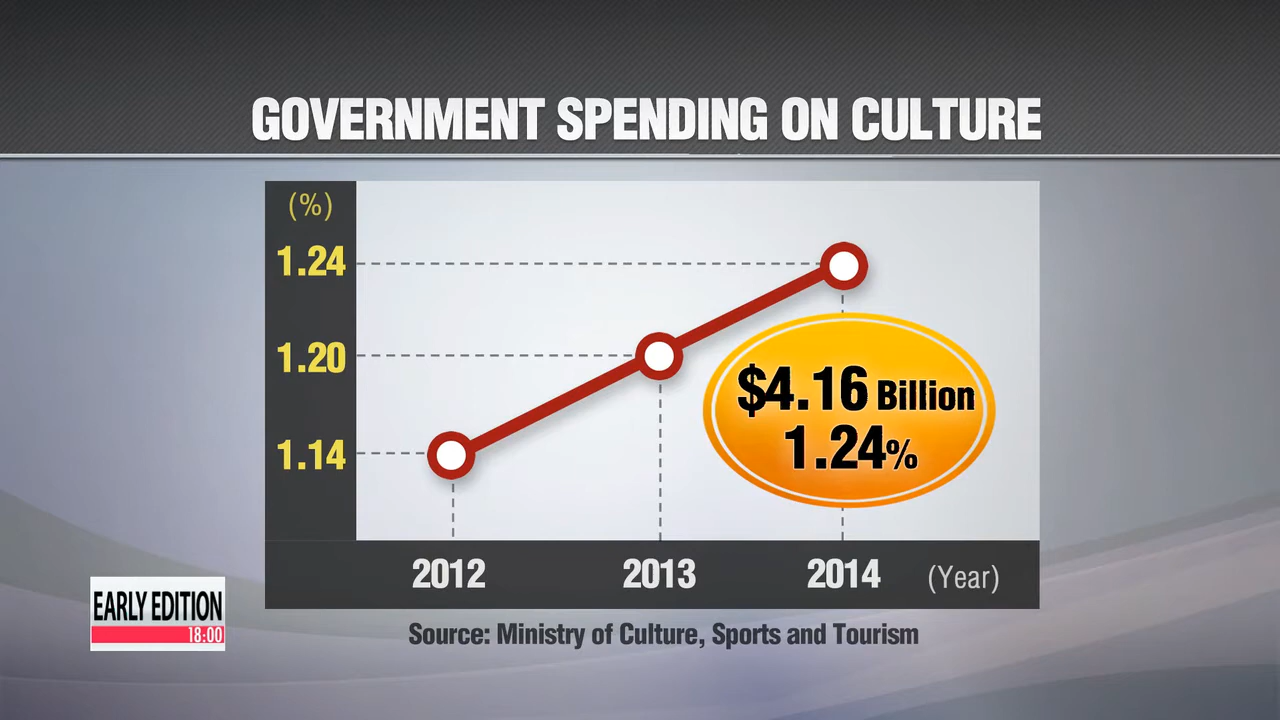 GOVERNMENT SPENDING ON CULTURE
(%)
1.24
1.20
1.14
$4.16 Billion
1.24%
2012 2013 2014 (Year)
EARLY EDITION
18:00
Source: Ministry of Culture, Sports and Tourism